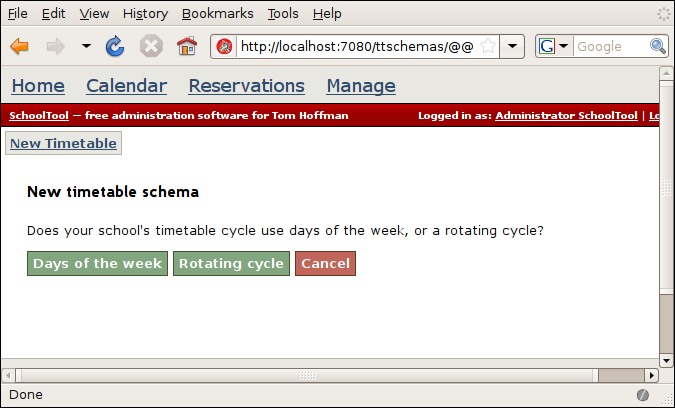 File Edit View History Bookmarks Tools Help
http://localhost:7080/ttschemas/@@ Google
Home Calendar Reservations Manage
SchoolTool — free administration software for Tom Hoffman Logged in as: Administrator SchoolTool | Lo
New Timetable
New timetable schema
Does your school's timetable cycle use days of the week, or a rotating cycle?
Days of the week Rotating cycle Cancel
Done